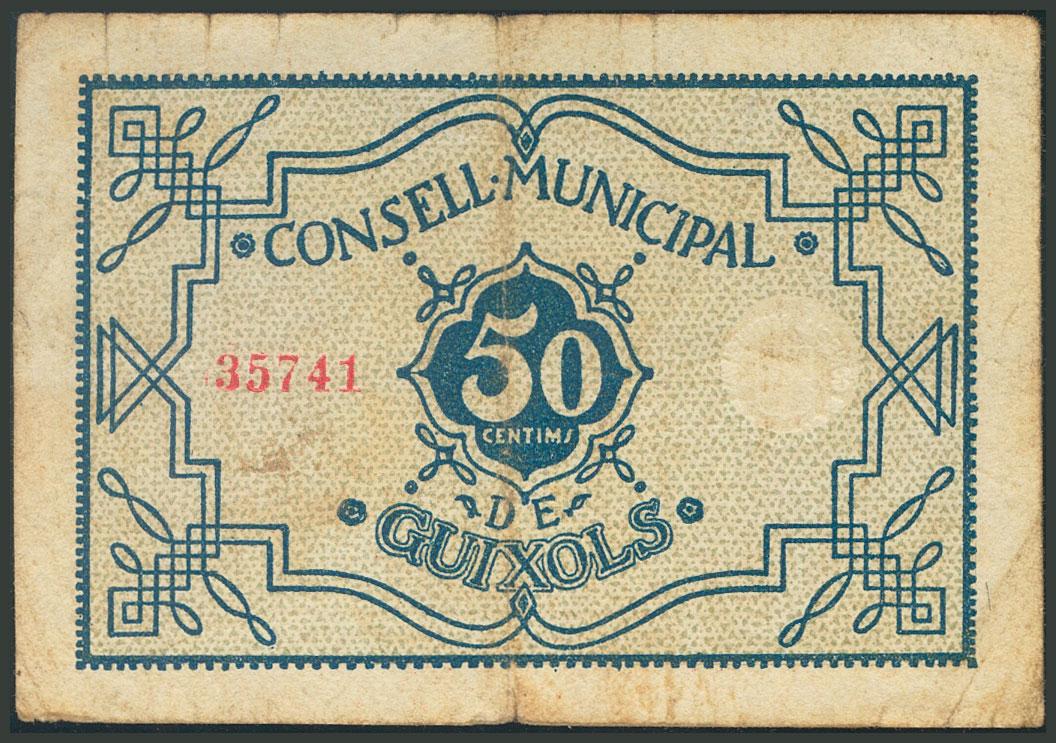 CONSELL·MUNICIPAL
35741
50
CENTIMS
DE
GUIXOLS